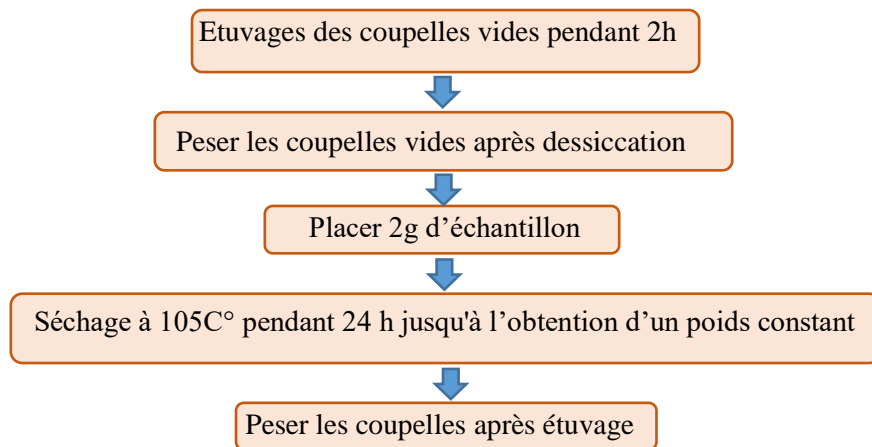 Etuvages des coupelles vides pendant 2h
Peser les coupelles vides après dessiccation
Placer 2g d’échantillon
Séchage à 105C° pendant 24 h jusqu'à l’obtention d’un poids constant
Peser les coupelles après étuvage